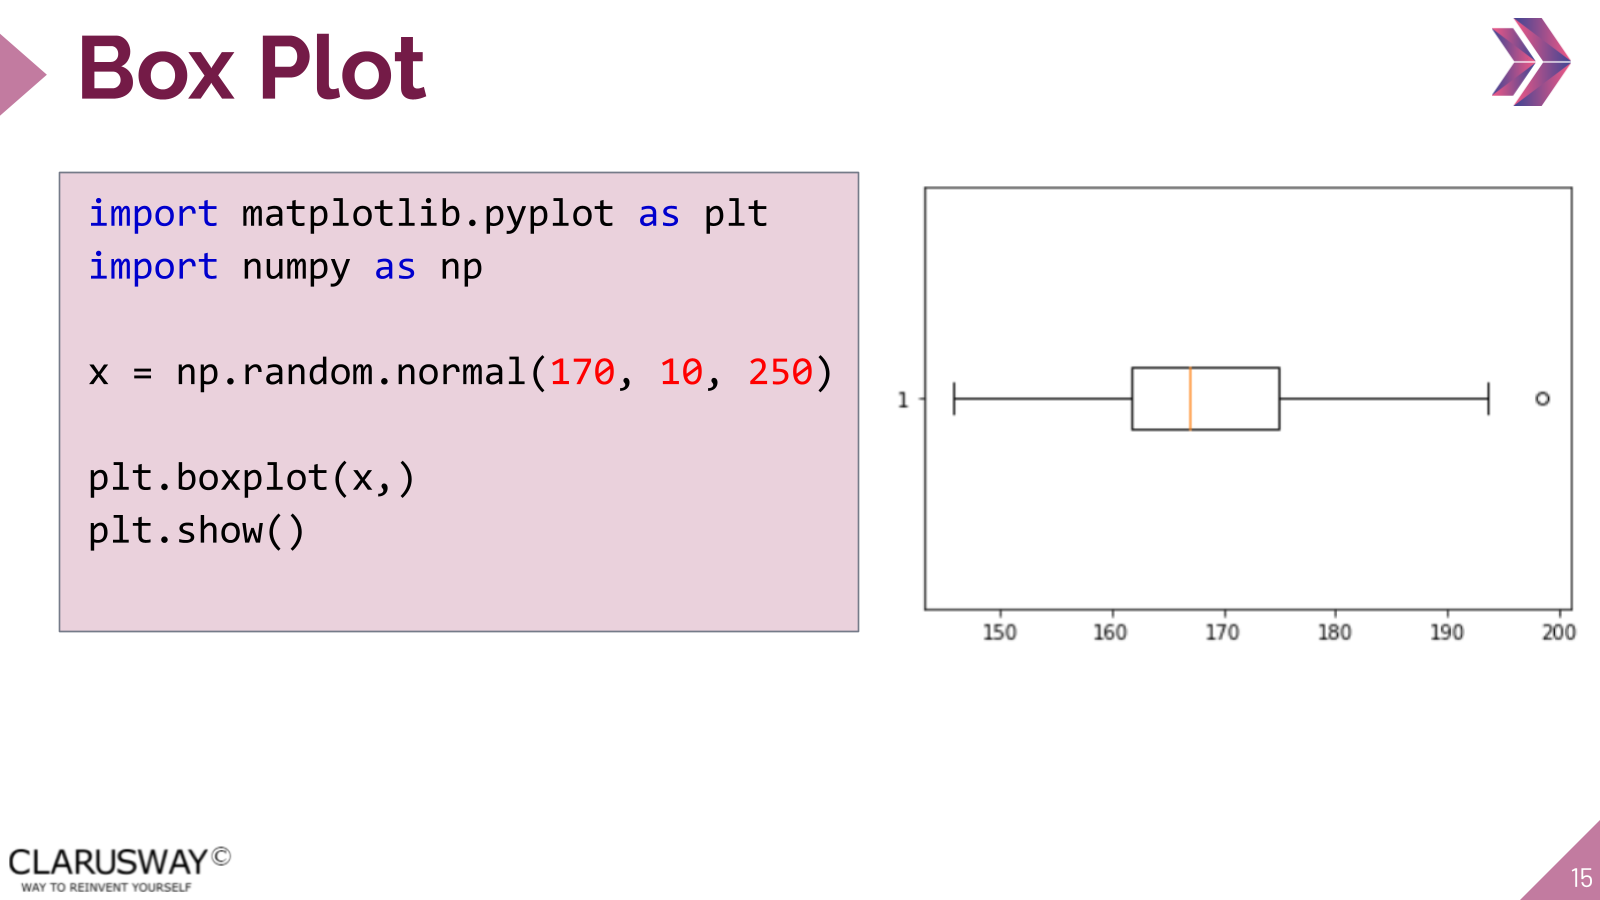 Box Plot
import matplotlib.pyplot as plt
import numpy as np
x = np.random.normal(170, 10, 250)
plt.boxplot(x,)
plt.show()
1
150 160 170 180 190 200
CLARUSWAY©
WAY TO REINVENT YOURSELF
15